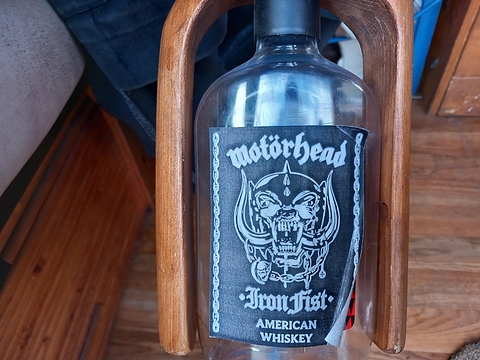 Motörhead
·Iron Fist·
AMERICAN
WHISKEY